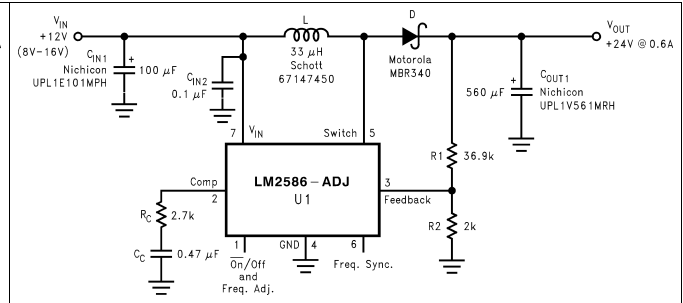 V_IN
+12V
(8V-16V)
C_IN1
Nichicon
UPL1E101MPH
+
100 μF
C_IN2
0.1 μF
L
33 μH
Schott
67147450
D
Motorola
MBR340
V_OUT
+24V @ 0.6A
+
560 μF
C_OUT1
Nichicon
UPL1V561MRH
7
V_IN
Switch
5
R1
36.9k
Comp
2
LM2586-ADJ
U1
3
Feedback
R_C
2.7k
R2
2k
C_C
0.47 μF
1
On/Off
and
Freq. Adj.
GND
4
6
Freq. Sync.